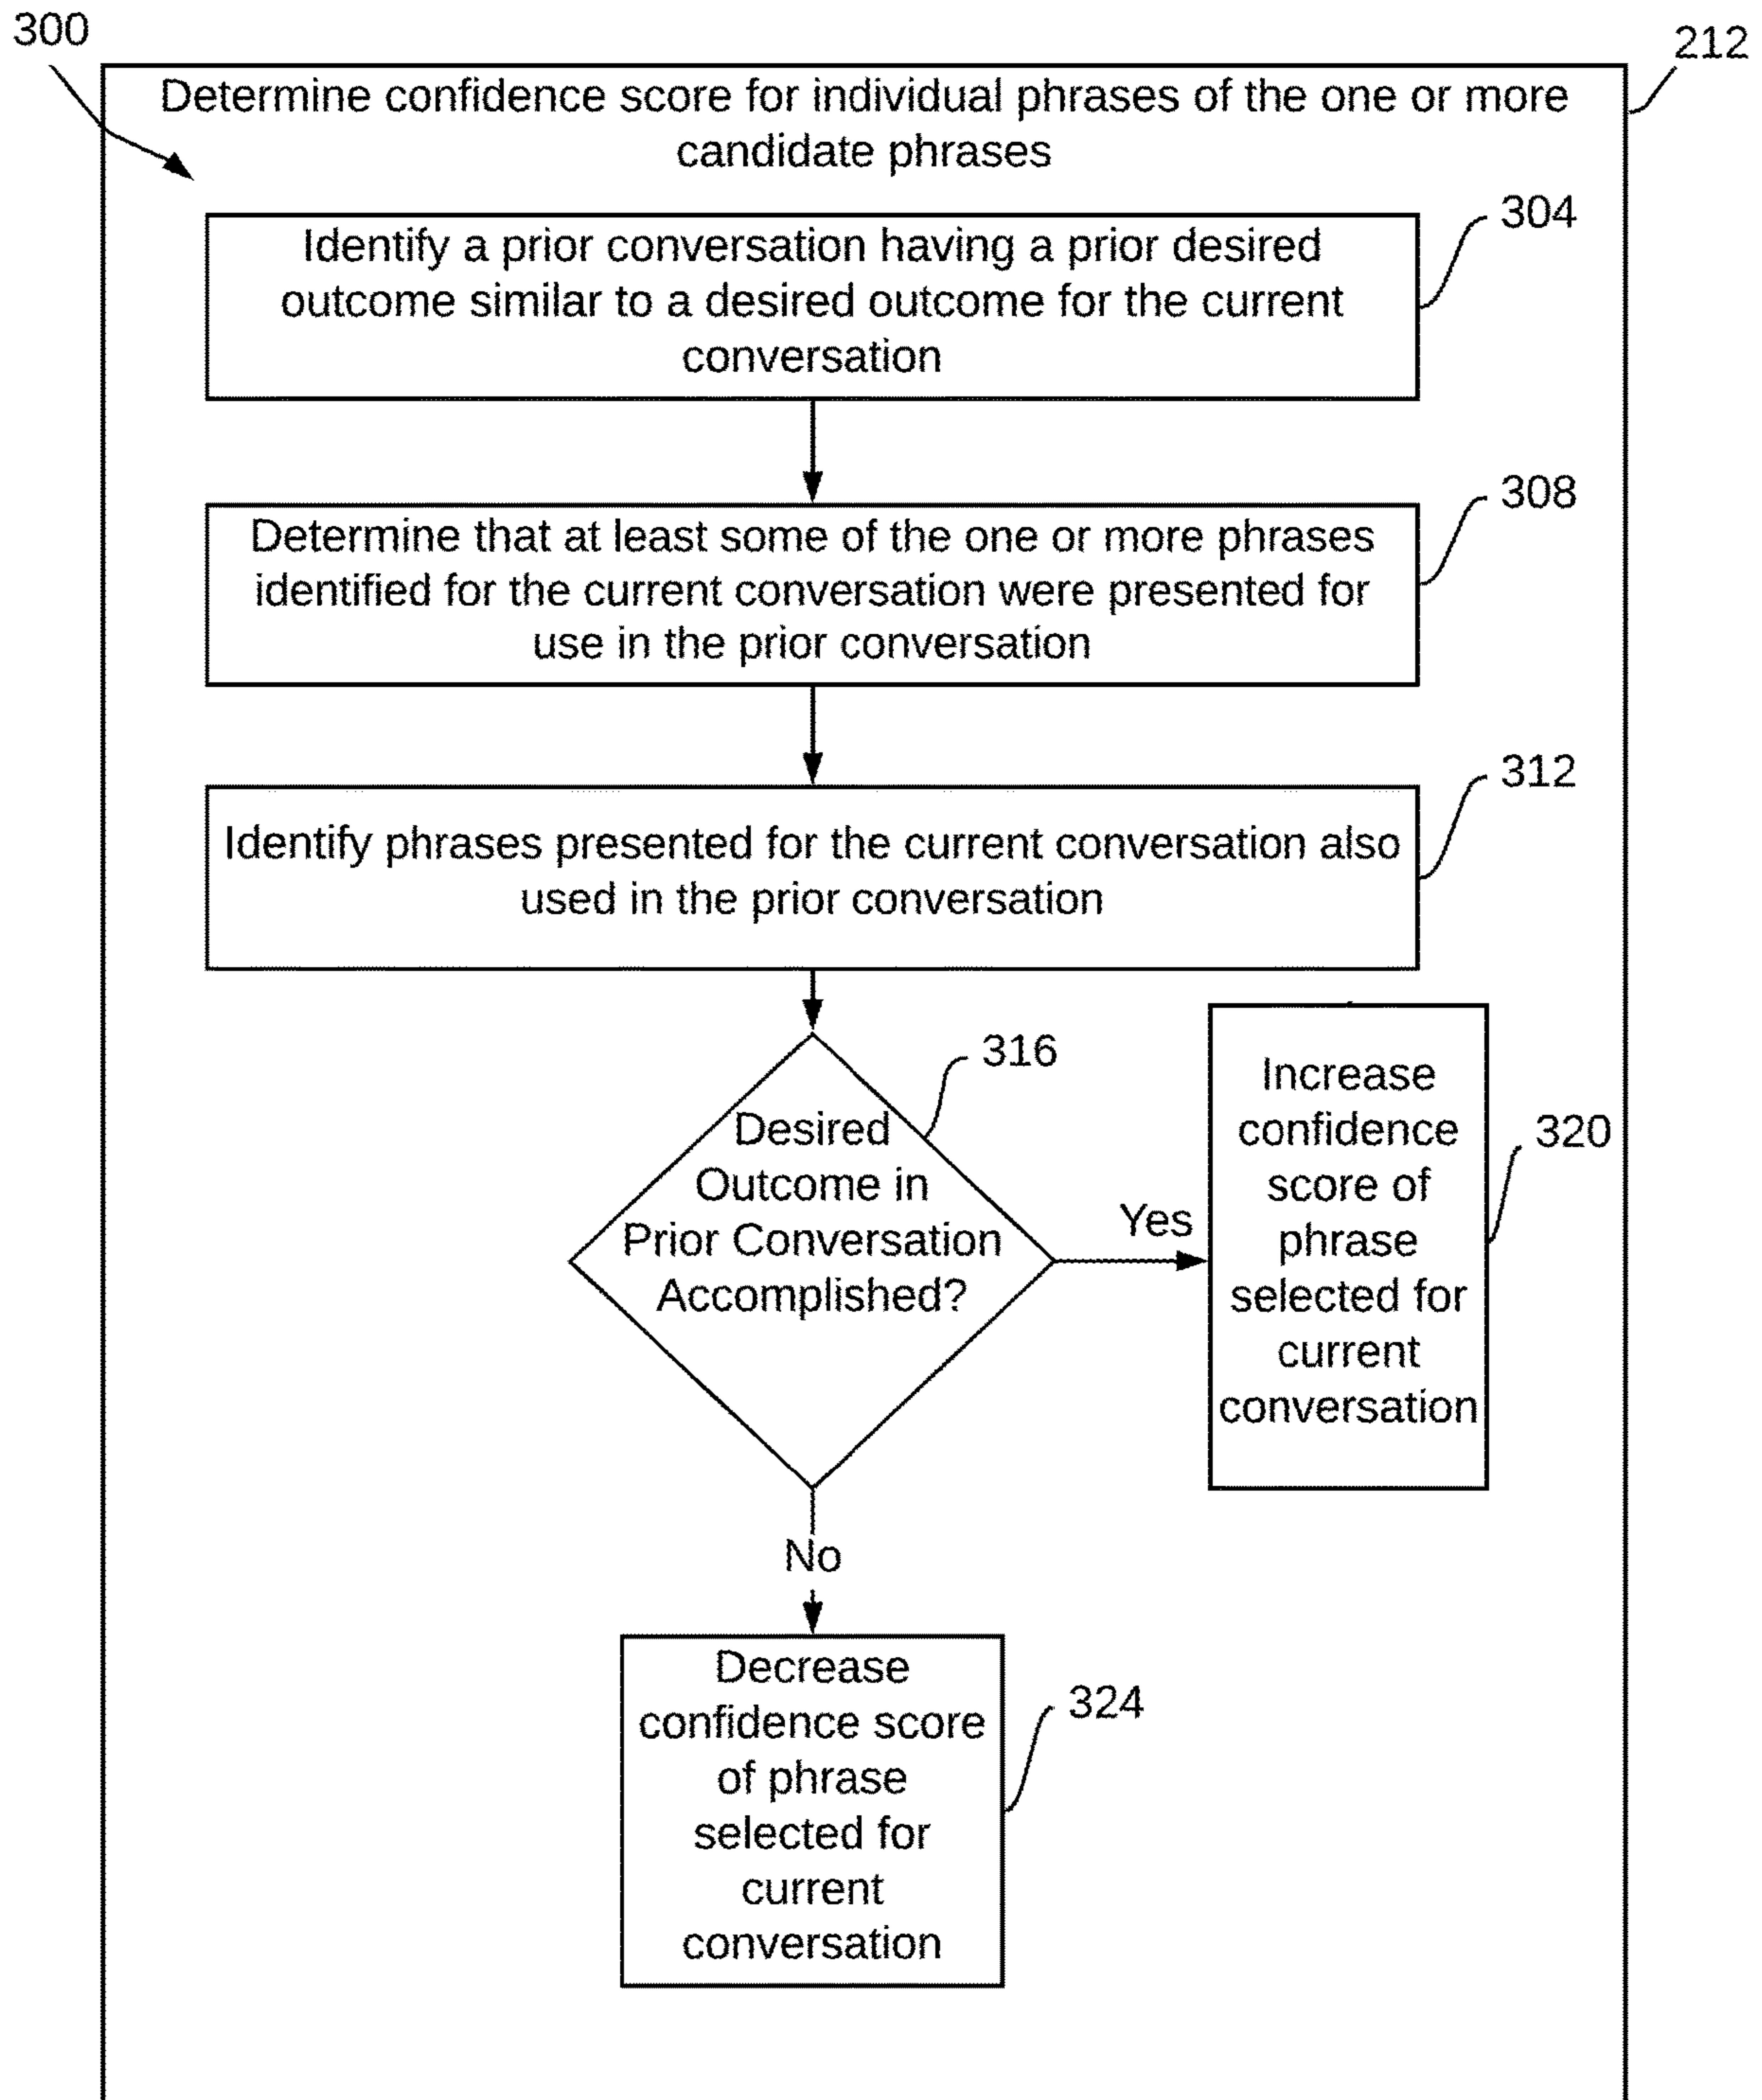 300
212
Determine confidence score for individual phrases of the one or more
candidate phrases
304
Identify a prior conversation having a prior desired
outcome similar to a desired outcome for the current
conversation
308
Determine that at least some of the one or more phrases
identified for the current conversation were presented for
use in the prior conversation
312
Identify phrases presented for the current conversation also
used in the prior conversation
316
Desired
Outcome in
Prior Conversation
Accomplished?
Yes
Increase
confidence
score of
phrase
selected for
current
conversation
320
No
Decrease
confidence score
of phrase
selected for
current
conversation
324